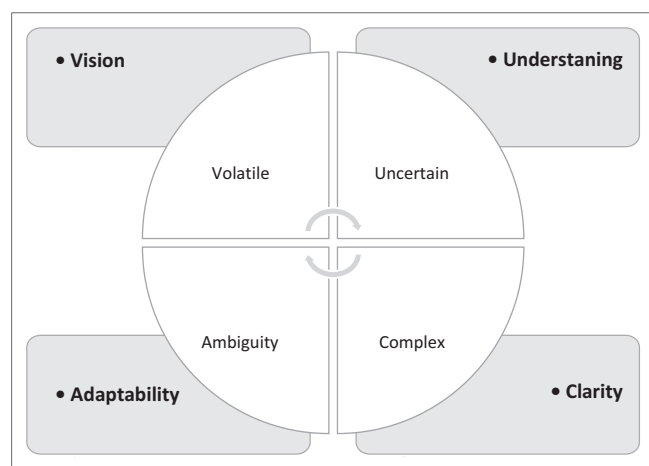 • Vision
• Understaning
Volatile
Uncertain
Ambiguity
Complex
• Adaptability
• Clarity